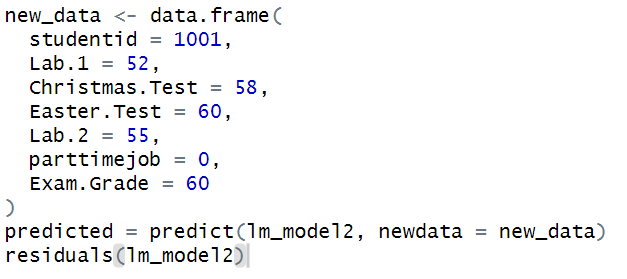 new_data <- data.frame(
  studentid = 1001,
  Lab.1 = 52,
  Christmas.Test = 58,
  Easter.Test = 60,
  Lab.2 = 55,
  parttimejob = 0,
  Exam.Grade = 60
)
predicted = predict(lm_model2, newdata = new_data)
residuals(lm_model2)